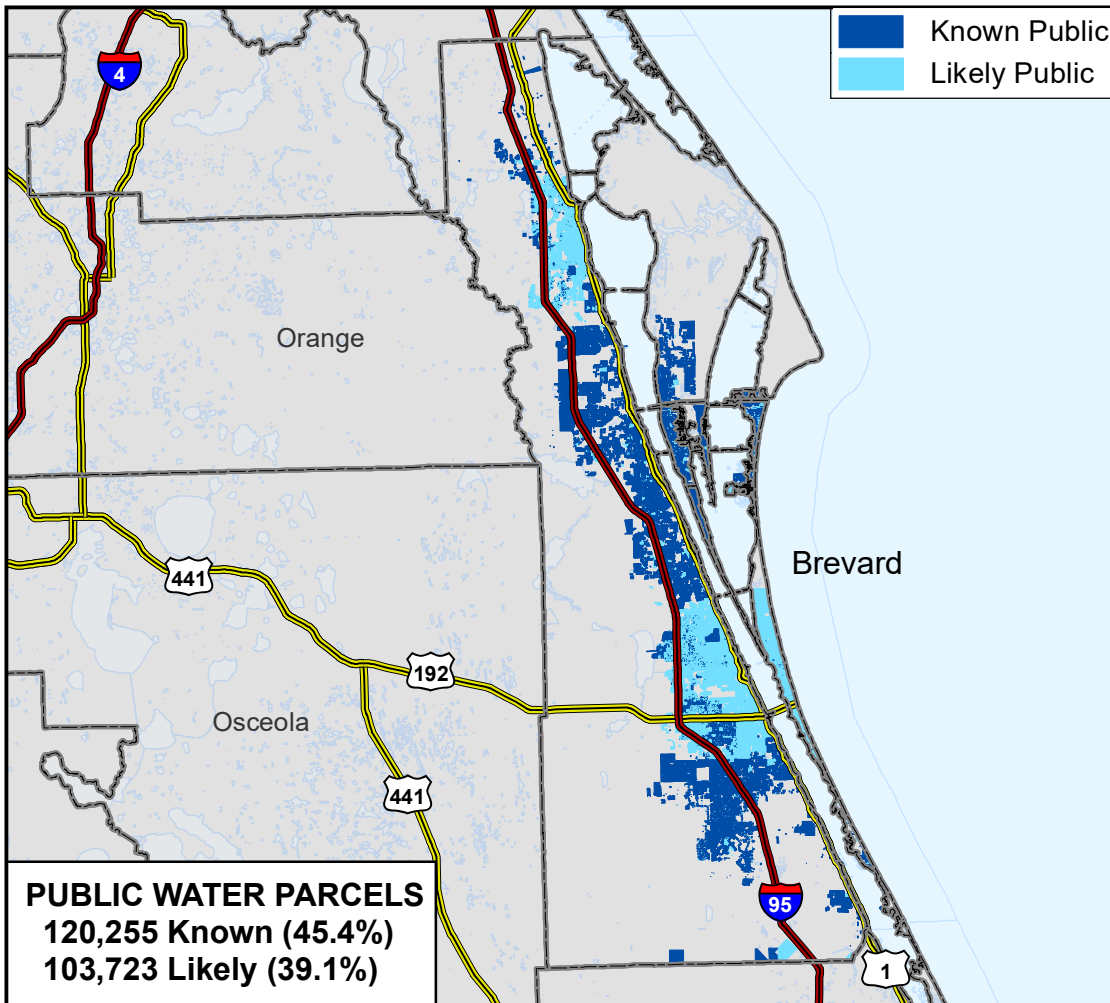 Known Public
Likely Public
4
Orange
Brevard
441
192
Osceola
441
95
1
PUBLIC WATER PARCELS
120,255 Known (45.4%)
103,723 Likely (39.1%)